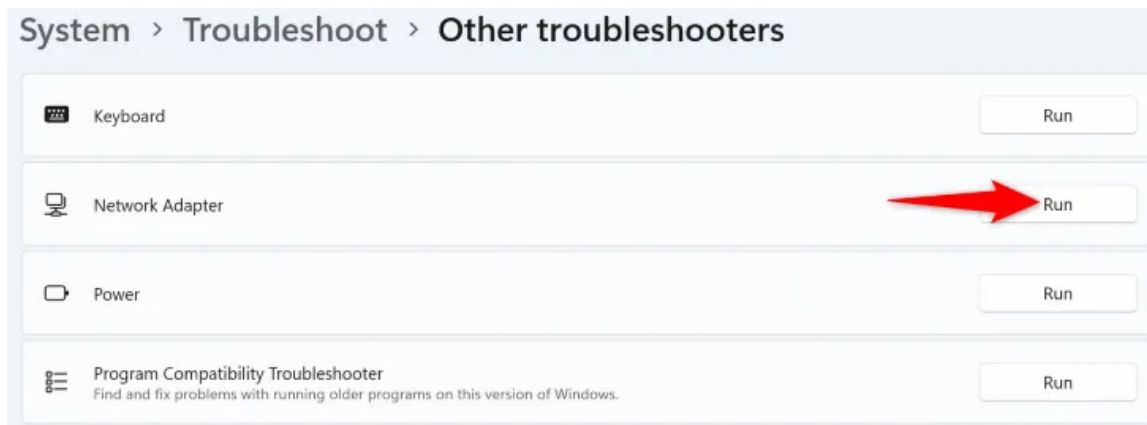 System > Troubleshoot > Other troubleshooters
Keyboard Run
Network Adapter Run
Power Run
Program Compatibility Troubleshooter Run
Find and fix problems with running older programs on this version of Windows.